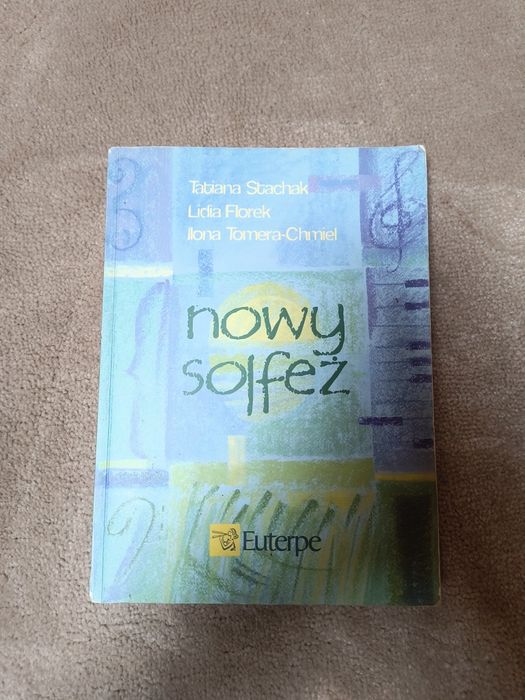 Tatiana Stachak
Lidia Florek
Ilona Tomera-Chmiel
nowy
solfeż
Euterpe